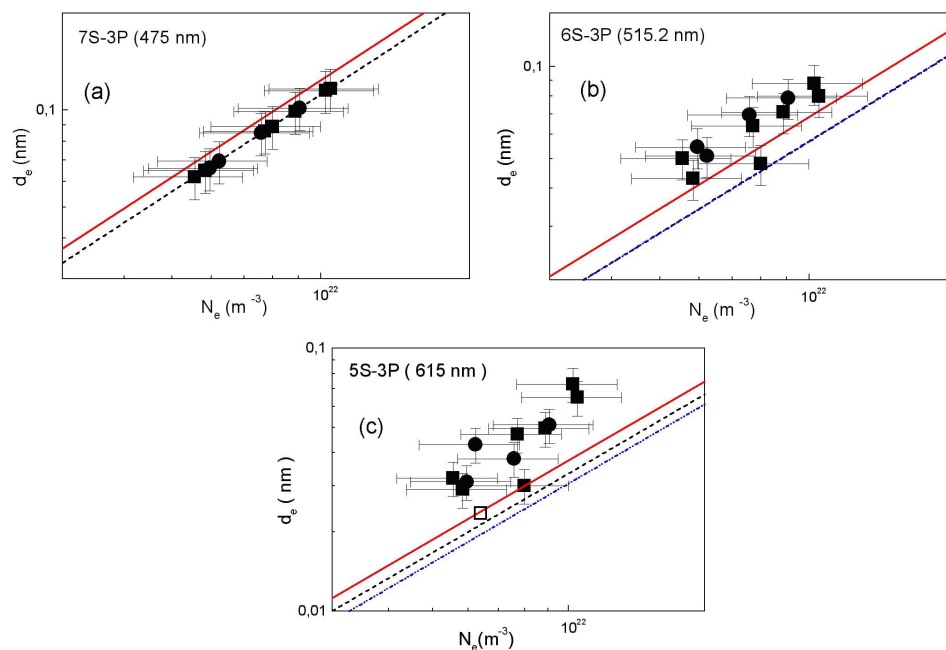 7S-3P (475 nm)
(a)
0,1
d_e (nm)
10^22
N_e (m^-3)
6S-3P (515.2 nm)
(b)
0,1
d_e (nm)
10^22
N_e (m^-3)
0,1
5S-3P ( 615 nm )
(c)
d_e ( nm )
0,01
10^22
N_e(m^-3)